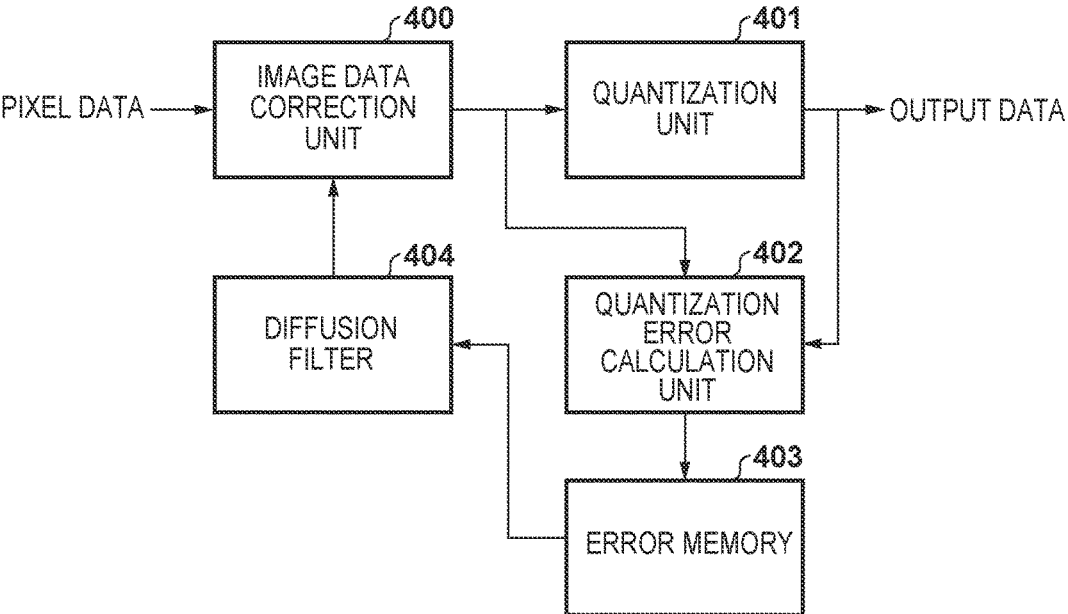 400
401
PIXEL DATA
IMAGE DATA
CORRECTION
UNIT
QUANTIZATION
UNIT
OUTPUT DATA
404
402
DIFFUSION
FILTER
QUANTIZATION
ERROR
CALCULATION
UNIT
403
ERROR MEMORY